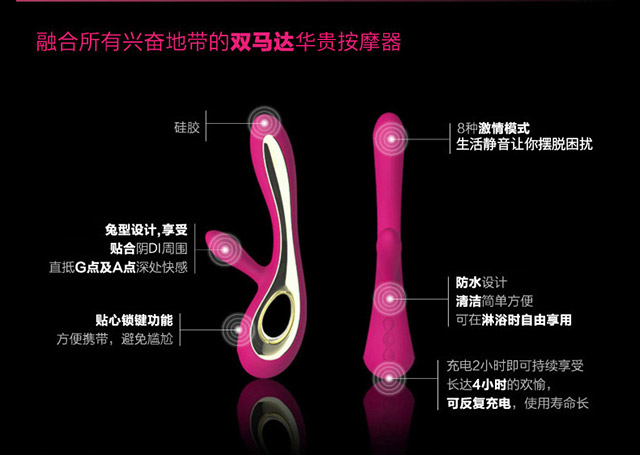 融合所有兴奋地带的双马达华贵按摩器
硅胶
8种激情模式
生活静音让你摆脱困扰
兔型设计,享受
贴合阴DI周围
直抵G点及A点深处快感
防水设计
清洁简单方便
可在淋浴时自由享用
贴心锁键功能
方便携带，避免尴尬
充电2小时即可持续享受
长达4小时的欢愉，
可反复充电，使用寿命长